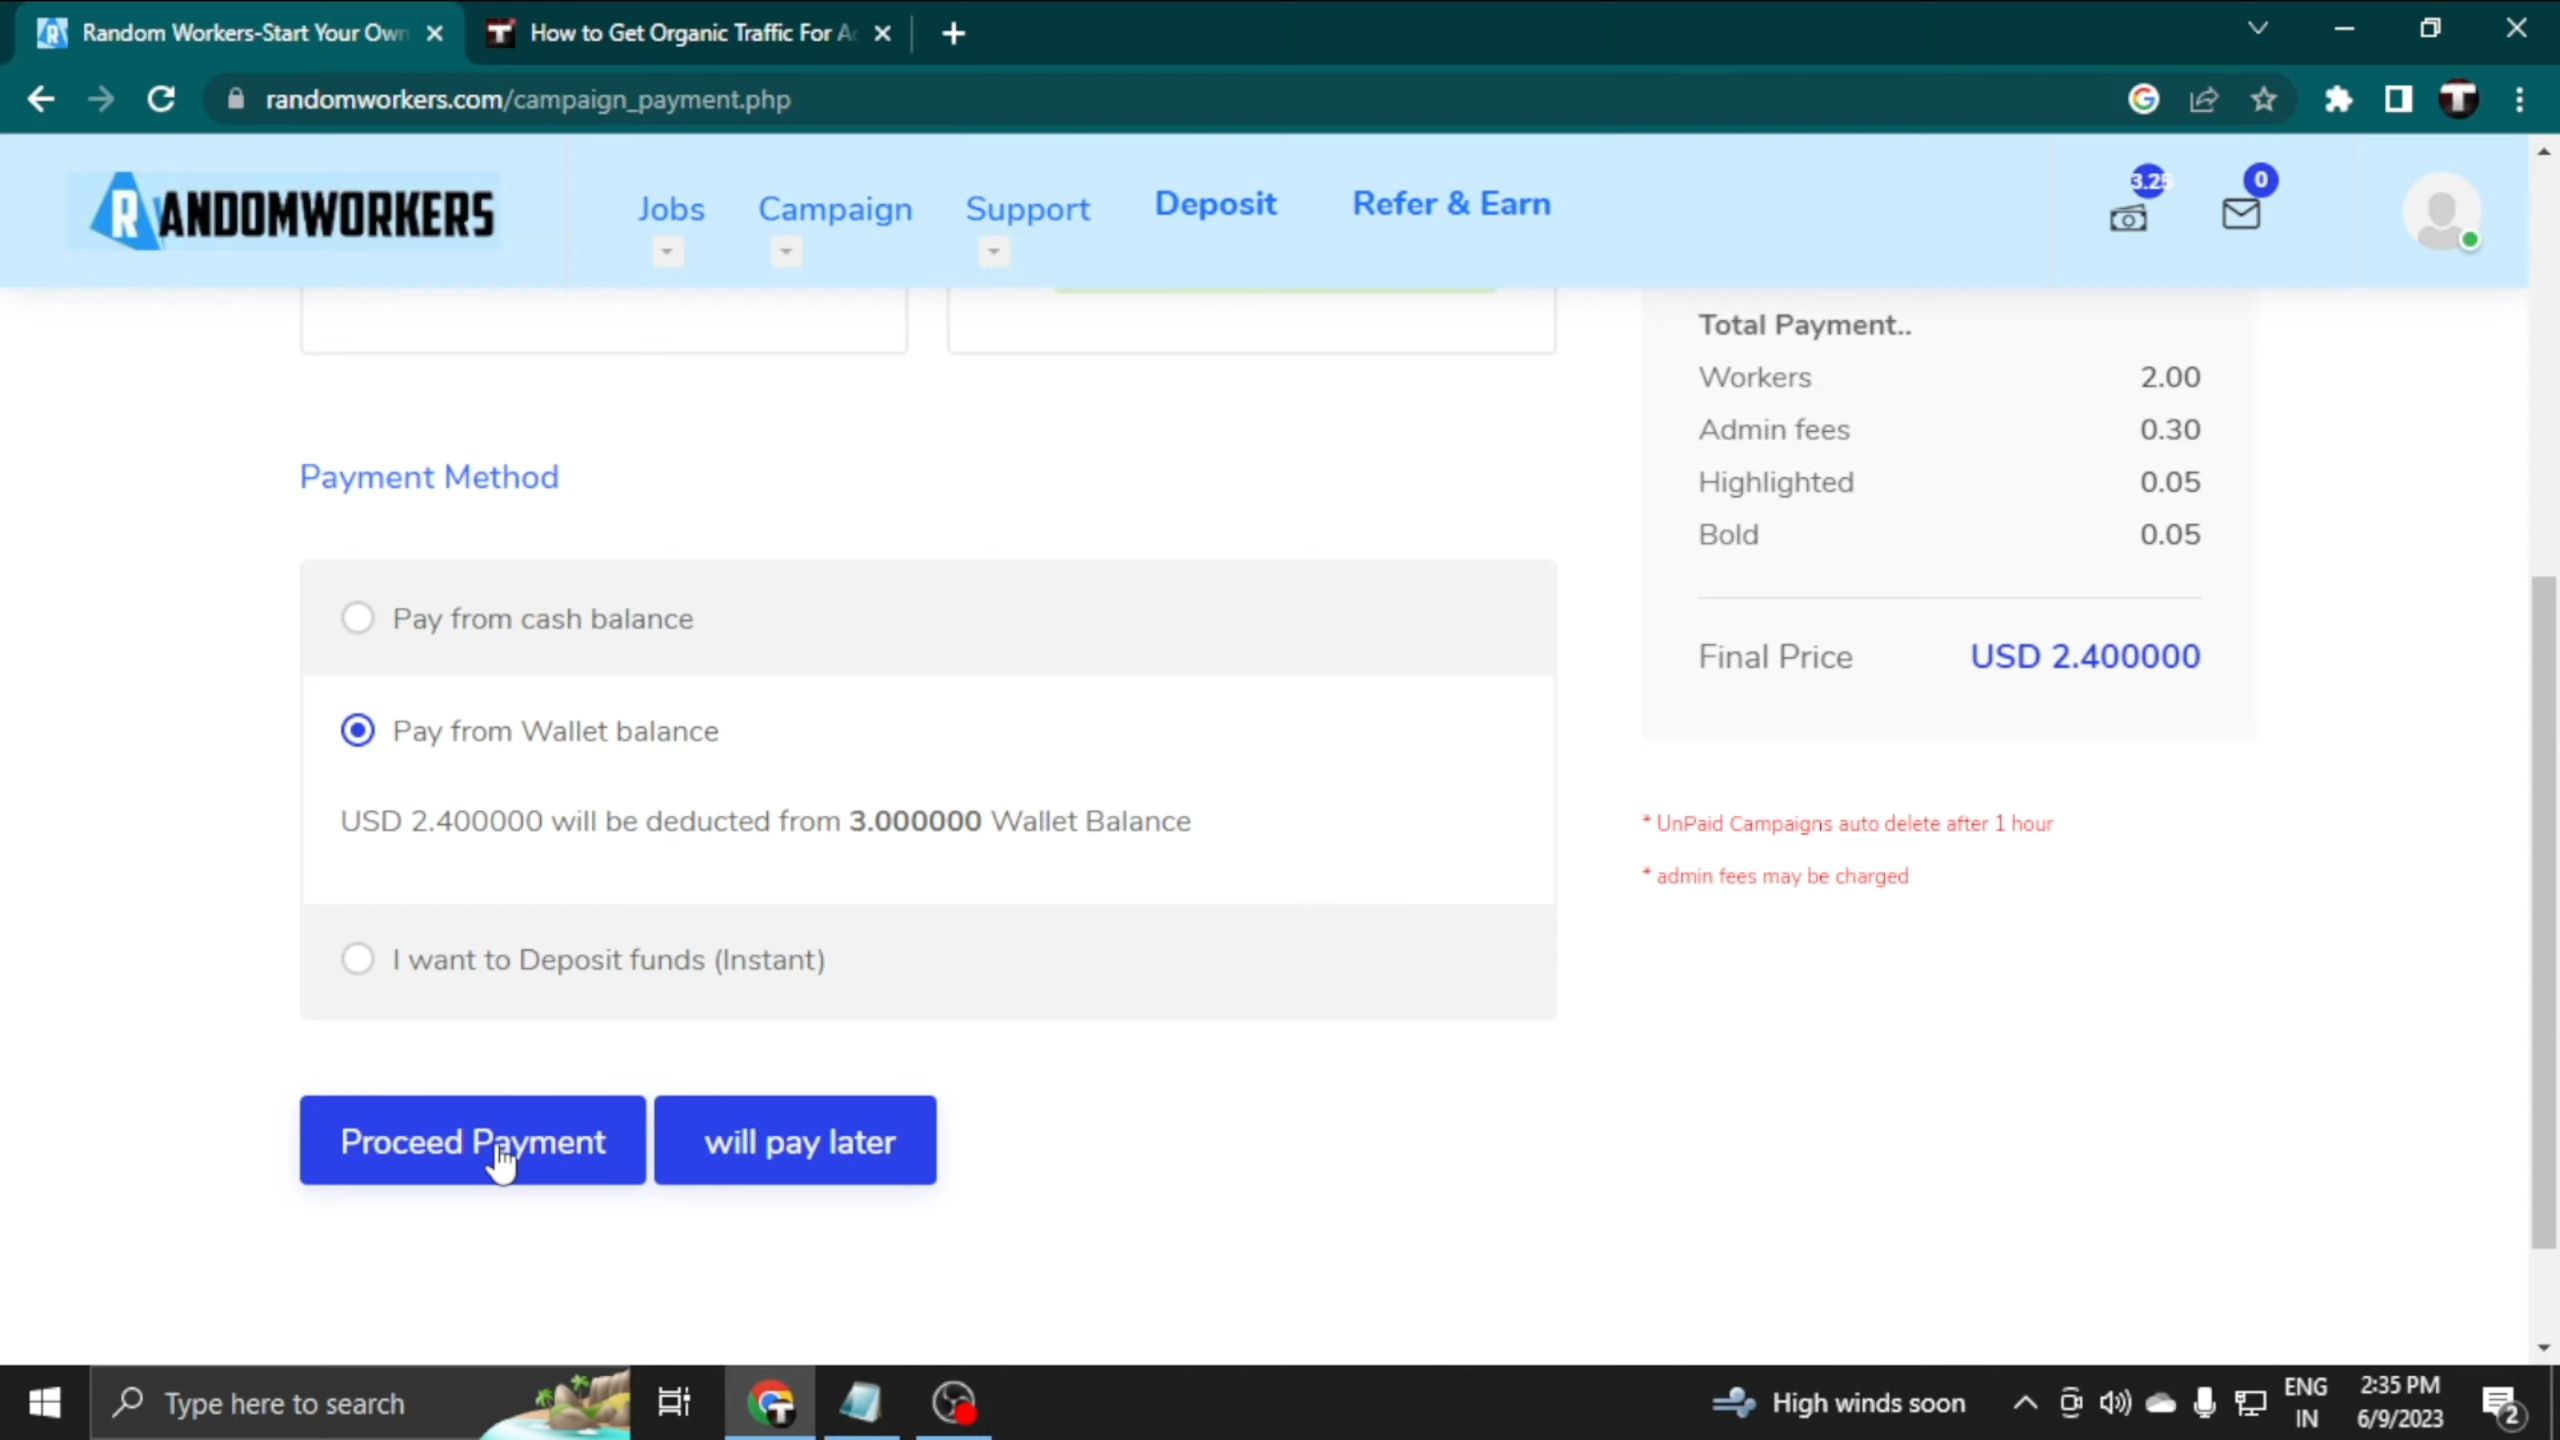 Random Workers-Start Your Own
How to Get Organic Traffic For A
randomworkers.com/campaign_payment.php
RANDOMWORKERS
Jobs
Campaign
Support
Deposit
Refer & Earn
3.25
0
Total Payment..
Workers 2.00
Admin fees 0.30
Highlighted 0.05
Bold 0.05
Final Price USD 2.400000
* UnPaid Campaigns auto delete after 1 hour
* admin fees may be charged
Payment Method
Pay from cash balance
Pay from Wallet balance
USD 2.400000 will be deducted from 3.000000 Wallet Balance
I want to Deposit funds (Instant)
Proceed Payment
will pay later
Type here to search
High winds soon
ENG
IN
2:35 PM
6/9/2023
2